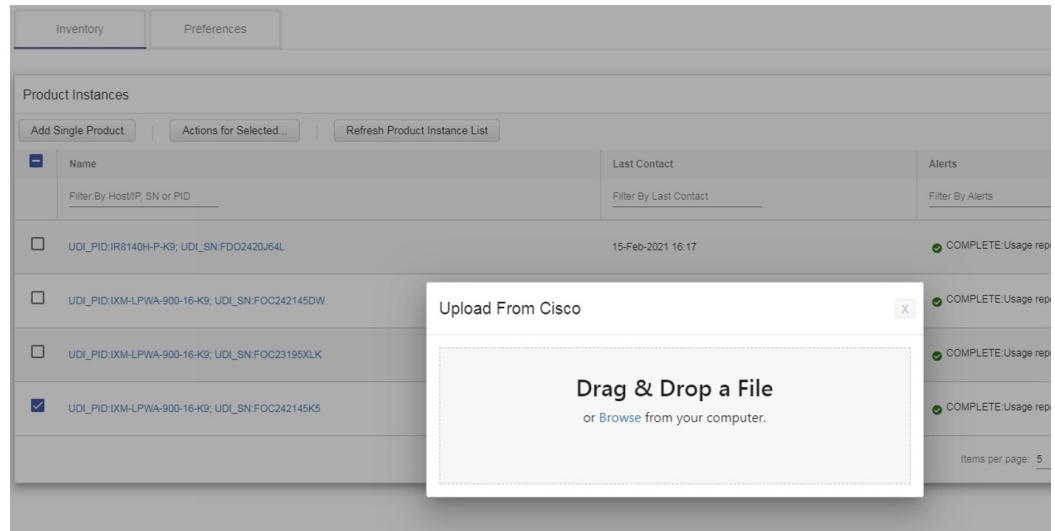 Inventory
Preferences
Product Instances
Add Single Product
Actions for Selected...
Refresh Product Instance List
Name
Last Contact
Alerts
Filter By Host/IP, SN or PID
Filter By Last Contact
Filter By Alerts
UDI_PID:IR8140H-P-K9; UDI_SN:FDO2420J64L
15-Feb-2021 16:17
COMPLETE:Usage rep
UDI_PID:IXM-LPWA-900-16-K9; UDI_SN:FOC242145DW
COMPLETE:Usage rep
UDI_PID:IXM-LPWA-900-16-K9; UDI_SN:FOC23195XLK
COMPLETE:Usage rep
UDI_PID:IXM-LPWA-900-16-K9; UDI_SN:FOC242145K5
COMPLETE:Usage rep
Items per page: 5
Upload From Cisco
X
Drag & Drop a File
or Browse from your computer.